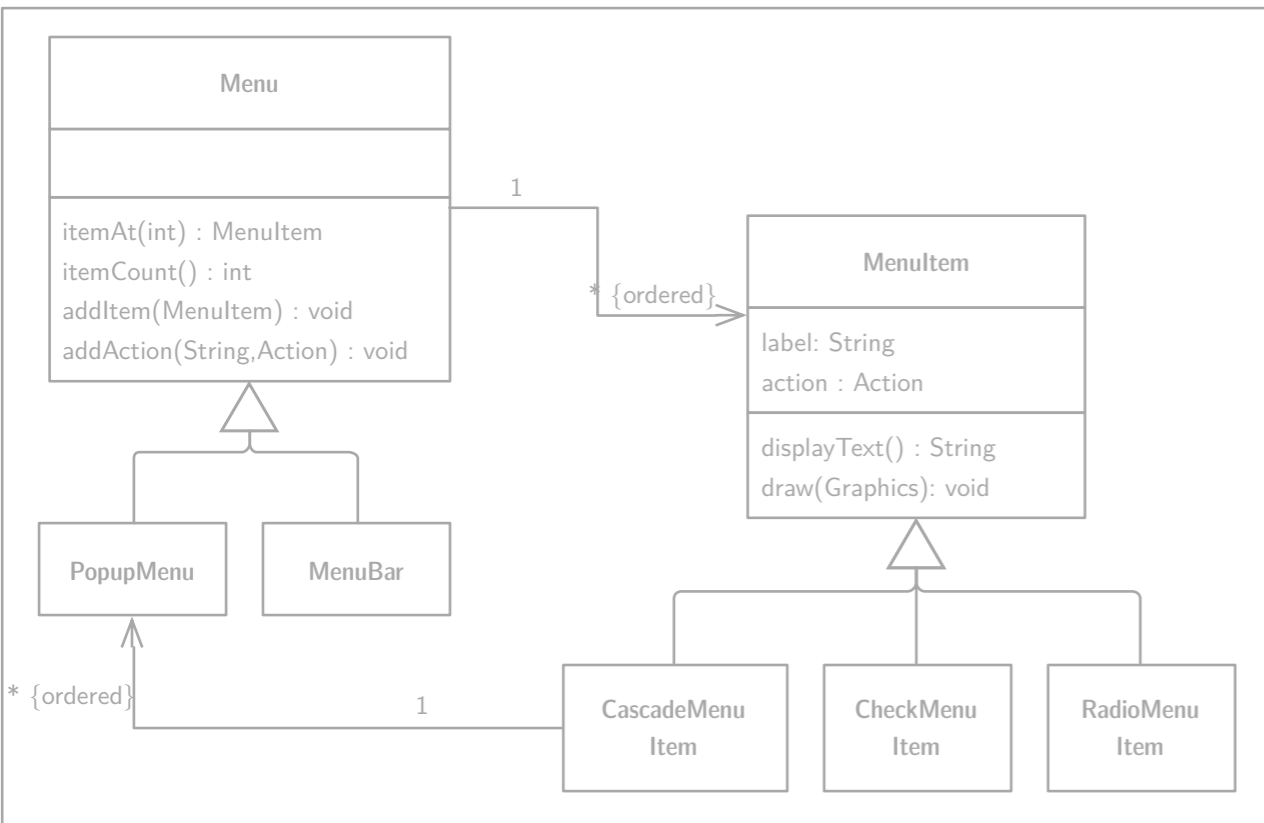 Menu
itemAt(int) : MenuItem
itemCount() : int
addItem(MenuItem) : void
addAction(String,Action) : void
1
* {ordered}
MenuItem
label: String
action : Action
displayText() : String
draw(Graphics): void
PopupMenu
MenuBar
* {ordered}
1
CascadeMenu
Item
CheckMenu
Item
RadioMenu
Item